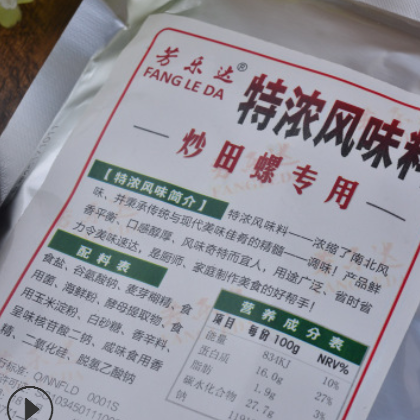 芳乐达®
FANG LE DA
特浓风味料
炒田螺专用
【特浓风味简介】
特浓风味料——浓缩了南北风
味、并秉承传统与现代美味佳肴的精髓——调味！产品鲜
香平衡、口感醇厚、风味奇特而宜人，用途广泛、省时省
力令美味速达，是厨师、家庭制作美食的好帮手！
配料表
食盐、谷氨酸钠、麦芽糊精、食
用菌、海鲜粉、酵母提取物、食
用玉米淀粉、白砂糖、香辛料、
呈味核苷酸二钠、咸味食用香
精、二氧化硅、脱氢乙酸钠
营养成分表
项目 每份100g NRV%
能量 834KJ 10%
蛋白质 16.0g 27%
脂肪 1.8g
碳水化合物 27.7g
行标准：Q/NNFLD 0001S